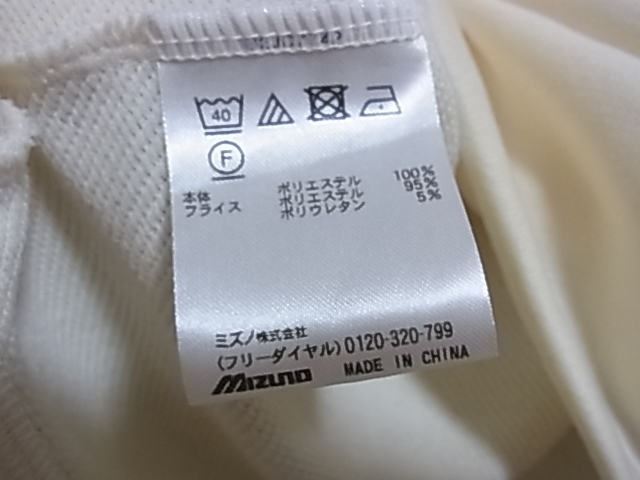 40
F
本体 ポリエステル 100%
フライス ポリエステル 95%
ポリウレタン 5%
ミズノ株式会社
(フリーダイヤル)0120-320-799
MIZUNO MADE IN CHINA